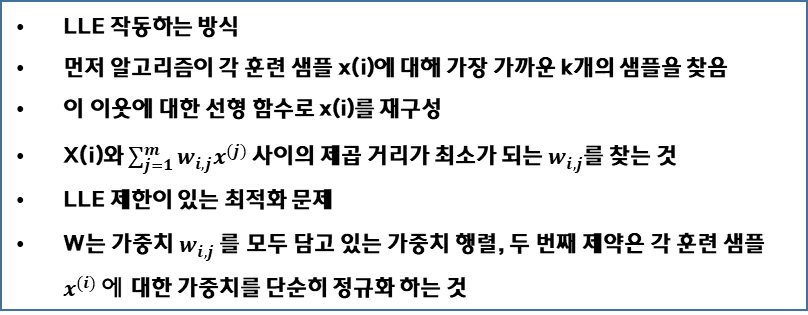 • LLE 작동하는 방식
• 먼저 알고리즘이 각 훈련 샘플 x(i)에 대해 가장 가까운 k개의 샘플을 찾음
• 이 이웃에 대한 선형 함수로 x(i)를 재구성
• X(i)와 $\sum_{j=1}^{m} w_{i,j}x^{(j)}$ 사이의 제곱 거리가 최소가 되는 $w_{i,j}$를 찾는 것
• LLE 제한이 있는 최적화 문제
• W는 가중치 $w_{i,j}$ 를 모두 담고 있는 가중치 행렬, 두 번째 제약은 각 훈련 샘플
$x^{(i)}$ 에 대한 가중치를 단순히 정규화 하는 것